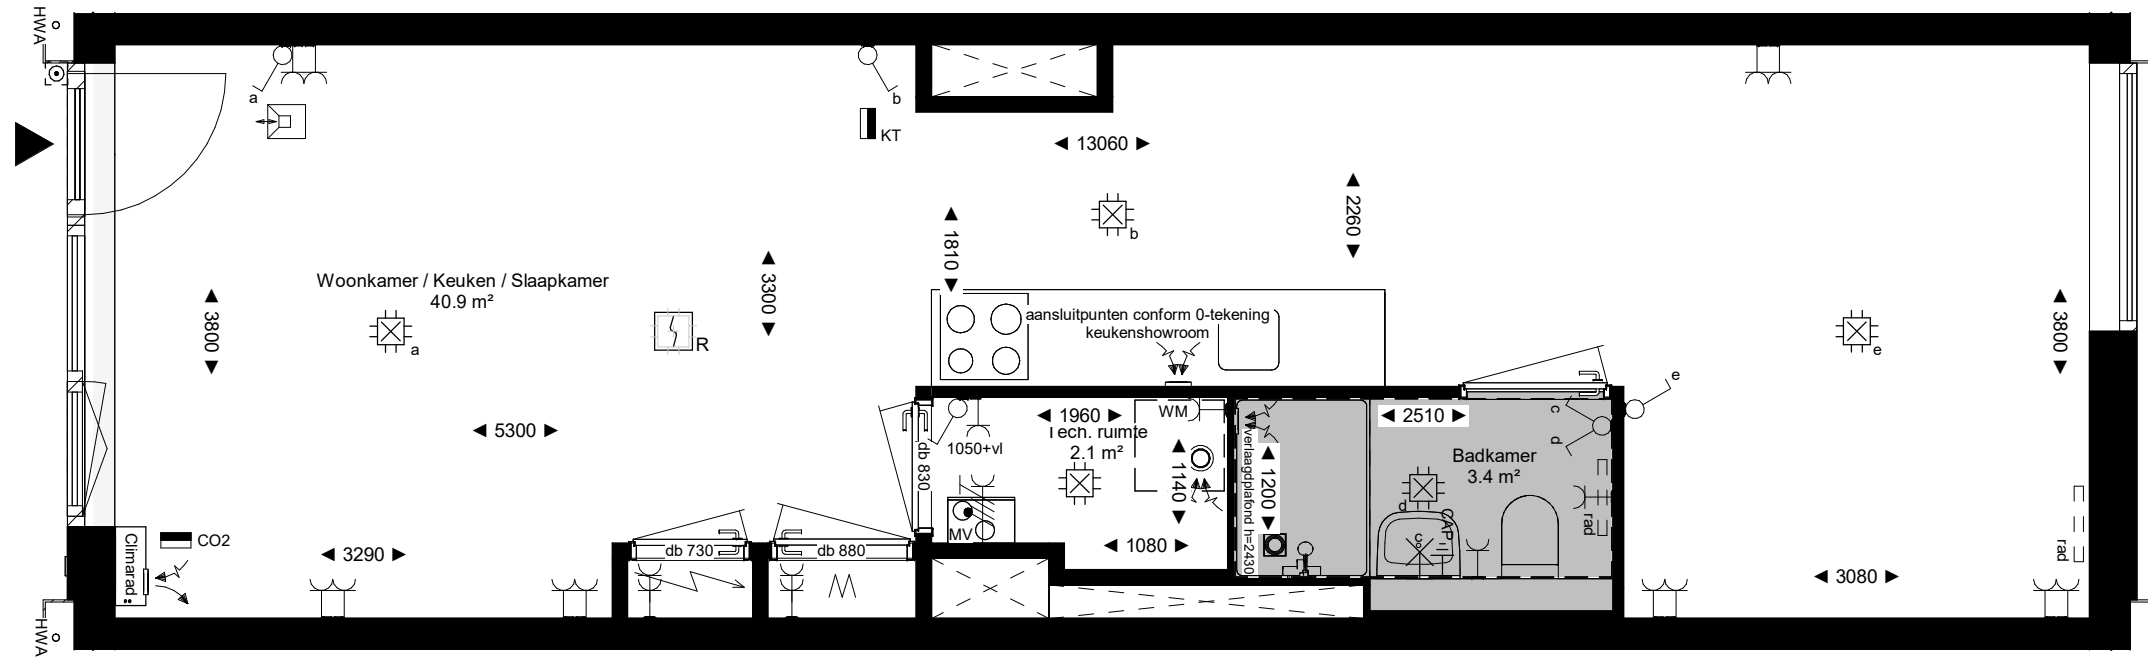 HWA
a
b
KT
◄ 13060 ►
◄ 2260 ►
b
◄ 1810 ►
Woonkamer / Keuken / Slaapkamer
40.9 m²
◄ 3800 ►
a
◄ 3300 ►
R
aansluitpunten conform 0-tekening
keukenshowroom
e
◄ 3800 ►
e
◄ 5300 ►
db 830
1050+vl
◄ 1960 ►
Tech. ruimte
2.1 m²
WM
◄ 1140 ►
◄ 1080 ►
MV
verlaagdplafond h=2430
◄ 1200 ►
◄ 2510 ►
c
d
Badkamer
3.4 m²
d
CAP
c
rad
rad
Climarad
CO2
◄ 3290 ►
db 730
db 880
◄ 3080 ►
HWA